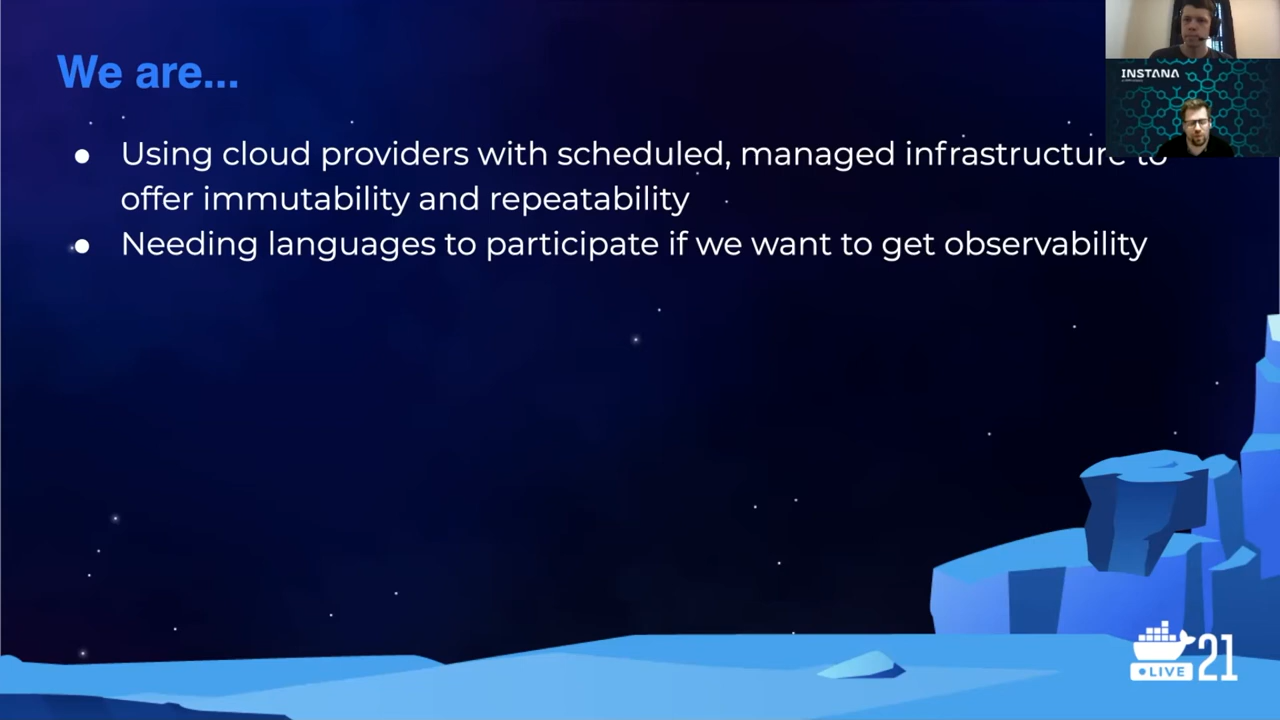 We are...
INSTANA
● Using cloud providers with scheduled, managed infrastructure to
offer immutability and repeatability
● Needing languages to participate if we want to get observability
LIVE 21